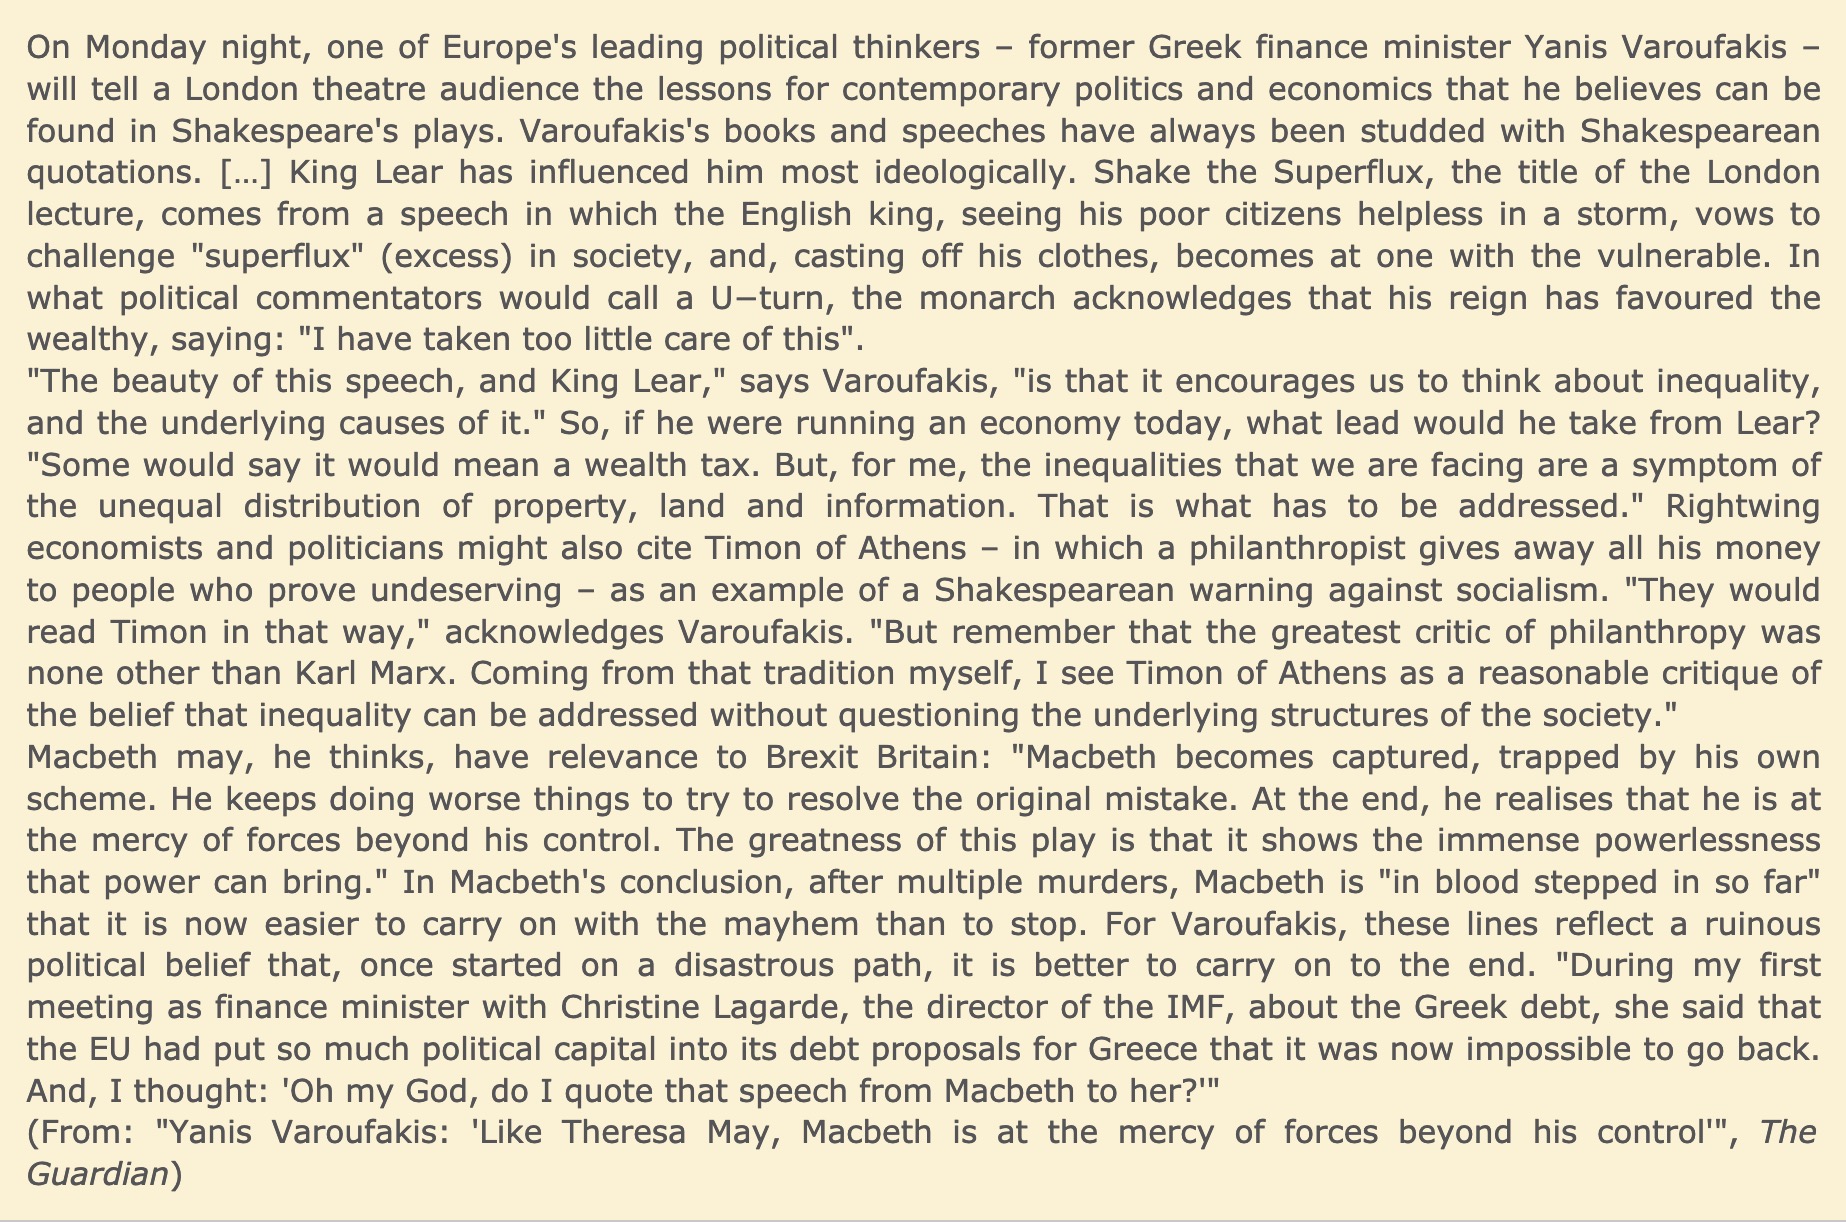 On Monday night, one of Europe's leading political thinkers – former Greek finance minister Yanis Varoufakis –
will tell a London theatre audience the lessons for contemporary politics and economics that he believes can be
found in Shakespeare's plays. Varoufakis's books and speeches have always been studded with Shakespearean
quotations. [...] King Lear has influenced him most ideologically. Shake the Superflux, the title of the London
lecture, comes from a speech in which the English king, seeing his poor citizens helpless in a storm, vows to
challenge "superflux" (excess) in society, and, casting off his clothes, becomes at one with the vulnerable. In
what political commentators would call a U−turn, the monarch acknowledges that his reign has favoured the
wealthy, saying: "I have taken too little care of this".
"The beauty of this speech, and King Lear," says Varoufakis, "is that it encourages us to think about inequality,
and the underlying causes of it." So, if he were running an economy today, what lead would he take from Lear?
"Some would say it would mean a wealth tax. But, for me, the inequalities that we are facing are a symptom of
the unequal distribution of property, land and information. That is what has to be addressed." Rightwing
economists and politicians might also cite Timon of Athens – in which a philanthropist gives away all his money
to people who prove undeserving – as an example of a Shakespearean warning against socialism. "They would
read Timon in that way," acknowledges Varoufakis. "But remember that the greatest critic of philanthropy was
none other than Karl Marx. Coming from that tradition myself, I see Timon of Athens as a reasonable critique of
the belief that inequality can be addressed without questioning the underlying structures of the society."
Macbeth may, he thinks, have relevance to Brexit Britain: "Macbeth becomes captured, trapped by his own
scheme. He keeps doing worse things to try to resolve the original mistake. At the end, he realises that he is at
the mercy of forces beyond his control. The greatness of this play is that it shows the immense powerlessness
that power can bring." In Macbeth's conclusion, after multiple murders, Macbeth is "in blood stepped in so far"
that it is now easier to carry on with the mayhem than to stop. For Varoufakis, these lines reflect a ruinous
political belief that, once started on a disastrous path, it is better to carry on to the end. "During my first
meeting as finance minister with Christine Lagarde, the director of the IMF, about the Greek debt, she said that
the EU had put so much political capital into its debt proposals for Greece that it was now impossible to go back.
And, I thought: 'Oh my God, do I quote that speech from Macbeth to her?'"
(From: "Yanis Varoufakis: 'Like Theresa May, Macbeth is at the mercy of forces beyond his control'", The
Guardian)